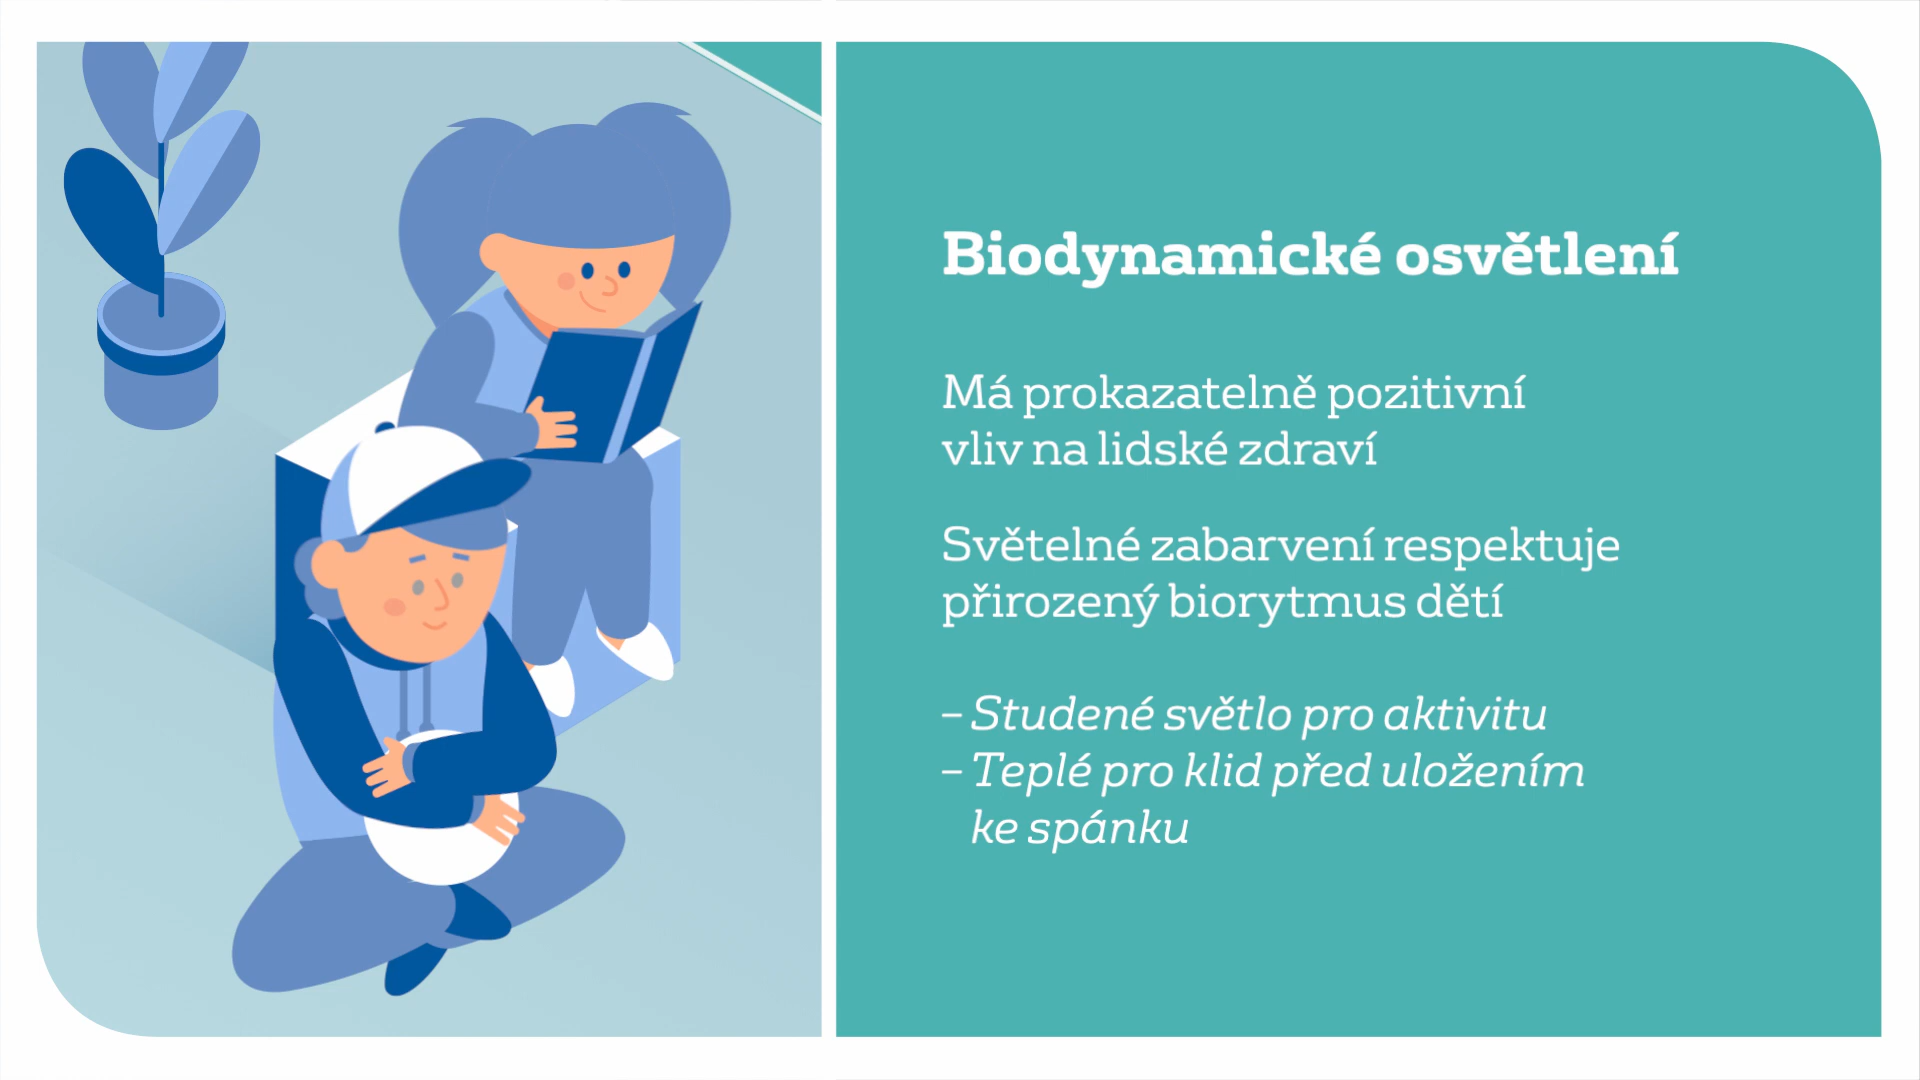 Biodynamické osvětlení
Má prokazatelně pozitivní
vliv na lidské zdraví
Světelné zabarvení respektuje
přirozený biorytmus dětí
– Studené světlo pro aktivitu
– Teplé pro klid před uložením
ke spánku